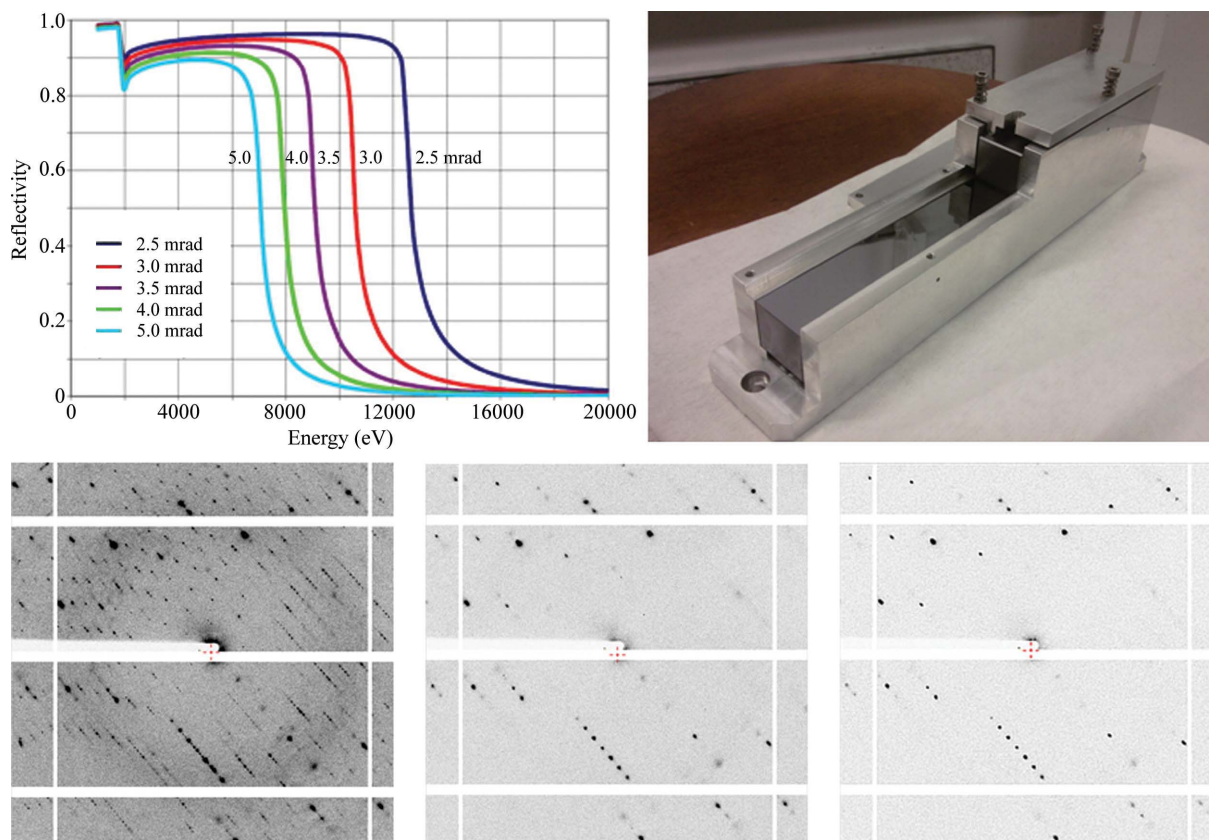 1.0
0.8
0.6
0.4
0.2
0
Reflectivity
5.0 4.0 3.5 3.0 2.5 mrad
2.5 mrad
3.0 mrad
3.5 mrad
4.0 mrad
5.0 mrad
0 4000 8000 12000 16000 20000
Energy (eV)